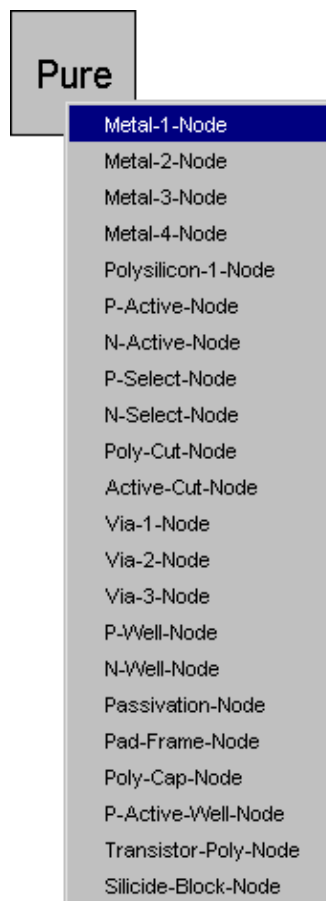 Pure
Metal-1-Node
Metal-2-Node
Metal-3-Node
Metal-4-Node
Polysilicon-1-Node
P-Active-Node
N-Active-Node
P-Select-Node
N-Select-Node
Poly-Cut-Node
Active-Cut-Node
Via-1-Node
Via-2-Node
Via-3-Node
P-Well-Node
N-Well-Node
Passivation-Node
Pad-Frame-Node
Poly-Cap-Node
P-Active-Well-Node
Transistor-Poly-Node
Silicide-Block-Node